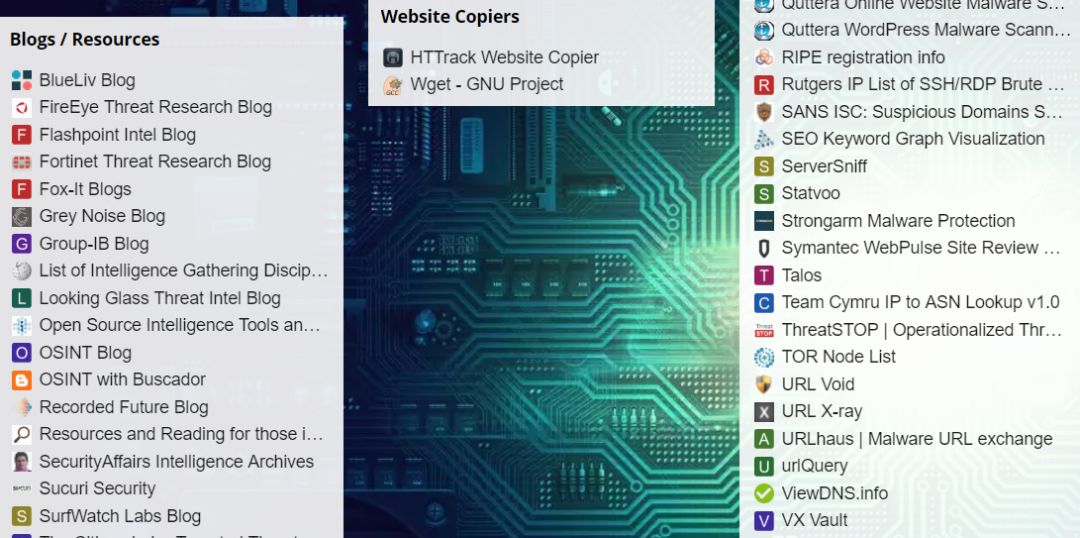 Blogs / Resources
BlueLiv Blog
FireEye Threat Research Blog
Flashpoint Intel Blog
Fortinet Threat Research Blog
Fox-It Blogs
Grey Noise Blog
Group-IB Blog
List of Intelligence Gathering Discip…
Looking Glass Threat Intel Blog
Open Source Intelligence Tools an…
OSINT Blog
OSINT with Buscador
Recorded Future Blog
Resources and Reading for those i…
SecurityAffairs Intelligence Archives
Sucuri Security
SurfWatch Labs Blog
Website Copiers
HTTrack Website Copier
Wget - GNU Project
Quttera Online Website Malware S…
Quttera WordPress Malware Scann…
RIPE registration info
Rutgers IP List of SSH/RDP Brute …
SANS ISC: Suspicious Domains S…
SEO Keyword Graph Visualization
ServerSniff
Statvoo
Strongarm Malware Protection
Symantec WebPulse Site Review …
Talos
Team Cymru IP to ASN Lookup v1.0
ThreatSTOP | Operationalized Thr…
TOR Node List
URL Void
URL X-ray
URLhaus | Malware URL exchange
urlQuery
ViewDNS.info
VX Vault